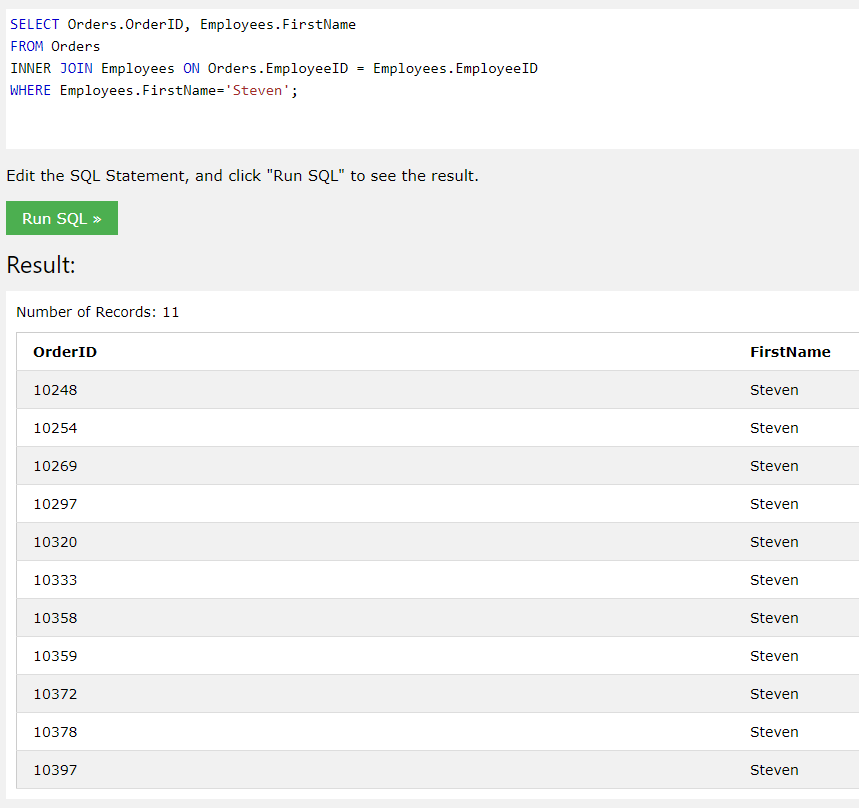 SELECT Orders.OrderID, Employees.FirstName
FROM Orders
INNER JOIN Employees ON Orders.EmployeeID = Employees.EmployeeID
WHERE Employees.FirstName='Steven';
Edit the SQL Statement, and click "Run SQL" to see the result.
Run SQL »
Result:
Number of Records: 11
OrderID FirstName
10248 Steven
10254 Steven
10269 Steven
10297 Steven
10320 Steven
10333 Steven
10358 Steven
10359 Steven
10372 Steven
10378 Steven
10397 Steven